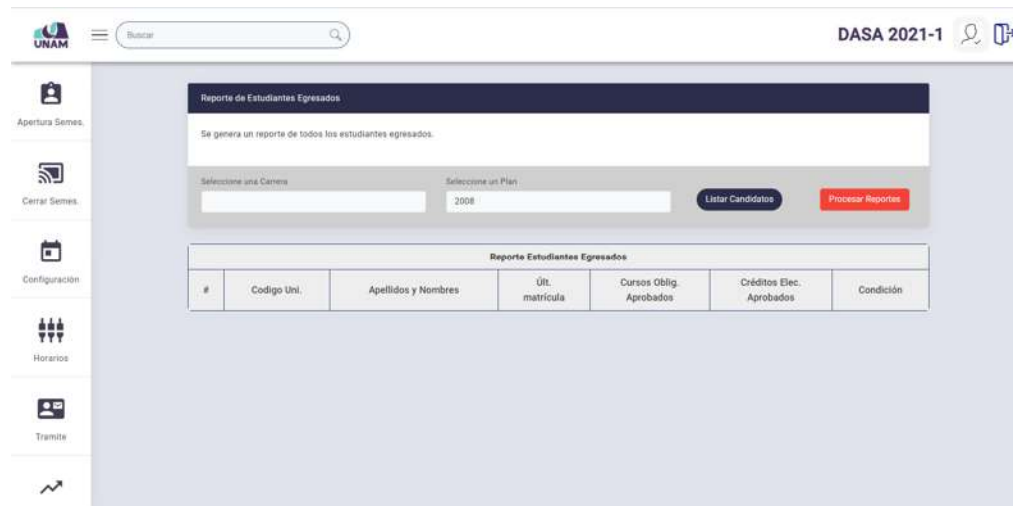 UNAM
Buscar
DASA 2021-1
Apertura Semes.
Cerrar Semes.
Configuración
Horarios
Tramite
Reporte de Estudiantes Egresados
Se genera un reporte de todos los estudiantes egresados.
Seleccione una Carrera
Seleccione un Plan
2008
Listar Candidatos
Procesar Reportes
Reporte Estudiantes Egresados
#
Codigo Uni.
Apellidos y Nombres
Últ.
matrícula
Cursos Oblig.
Aprobados
Créditos Elec.
Aprobados
Condición